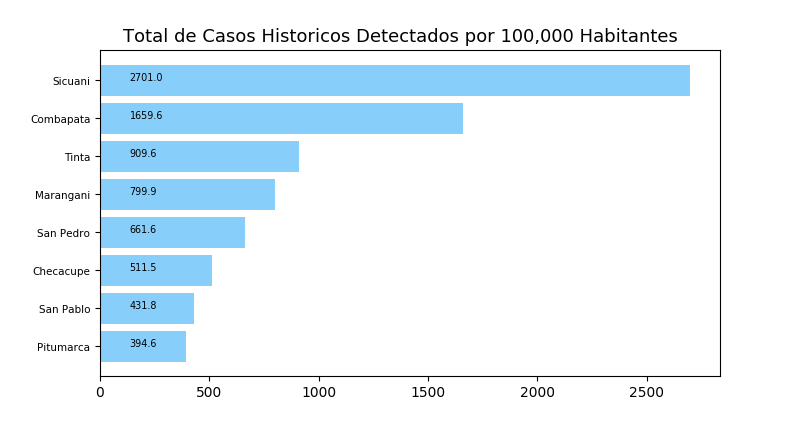 Total de Casos Historicos Detectados por 100,000 Habitantes
Sicuani 2701.0
Combapata 1659.6
Tinta 909.6
Marangani 799.9
San Pedro 661.6
Checacupe 511.5
San Pablo 431.8
Pitumarca 394.6
0 500 1000 1500 2000 2500